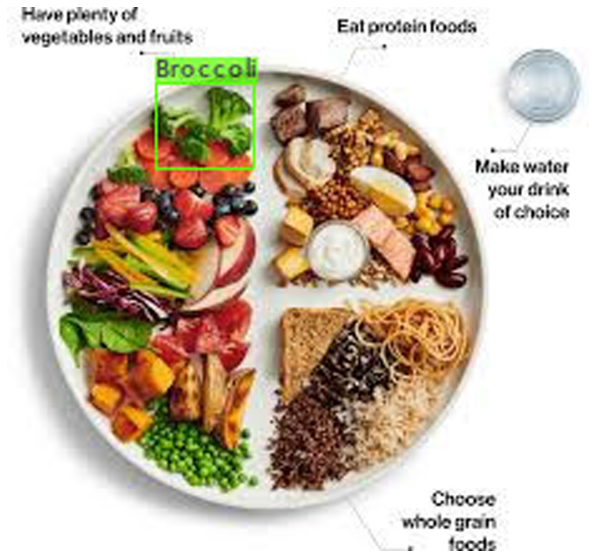 Have plenty of
vegetables and fruits
Eat protein foods
Broccoli
Make water
your drink
of choice
Choose
whole grain
foods